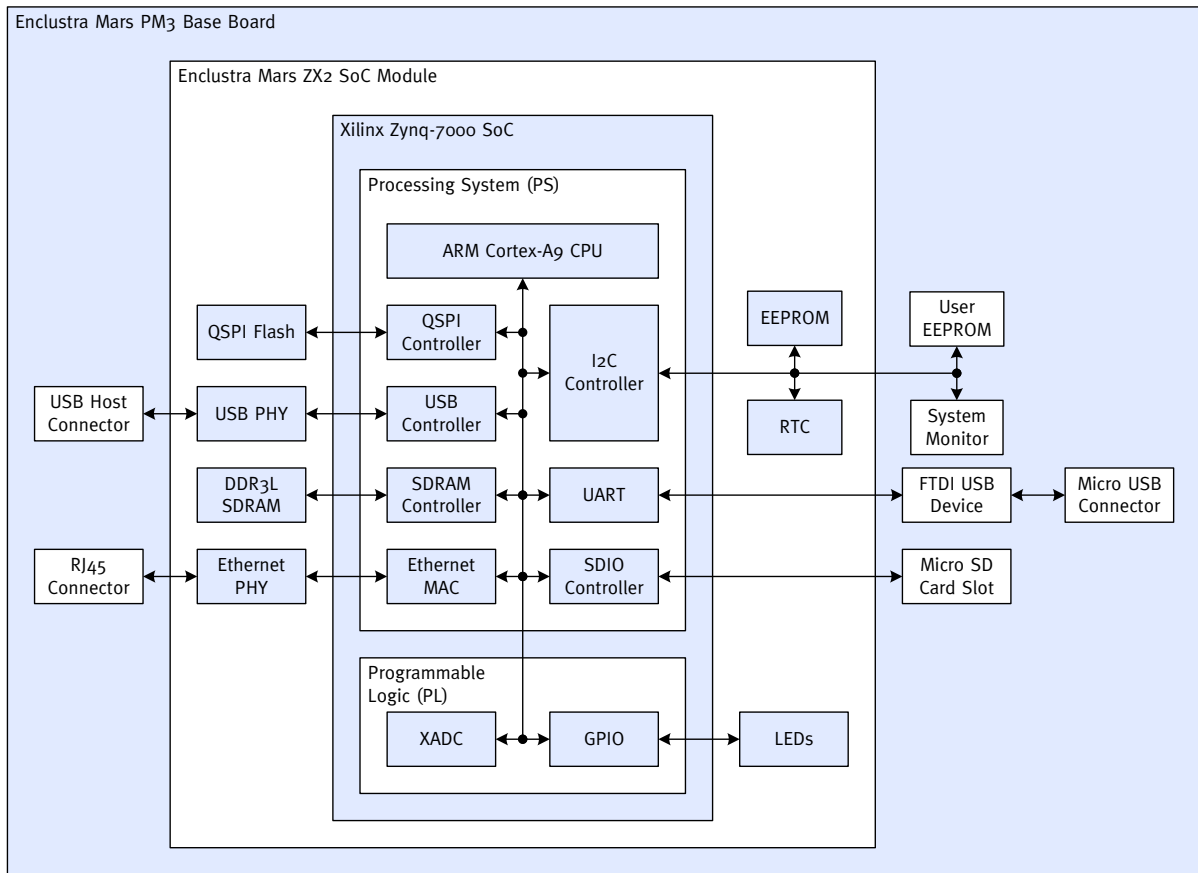 Enclustra Mars PM3 Base Board
Enclustra Mars ZX2 SoC Module
Xilinx Zynq-7000 SoC
Processing System (PS)
ARM Cortex-A9 CPU
QSPI Flash
QSPI
Controller
I2C
Controller
EEPROM
User
EEPROM
USB Host
Connector
USB PHY
USB
Controller
RTC
System
Monitor
DDR3L
SDRAM
SDRAM
Controller
UART
FTDI USB
Device
Micro USB
Connector
RJ45
Connector
Ethernet
PHY
Ethernet
MAC
SDIO
Controller
Micro SD
Card Slot
Programmable
Logic (PL)
XADC
GPIO
LEDs